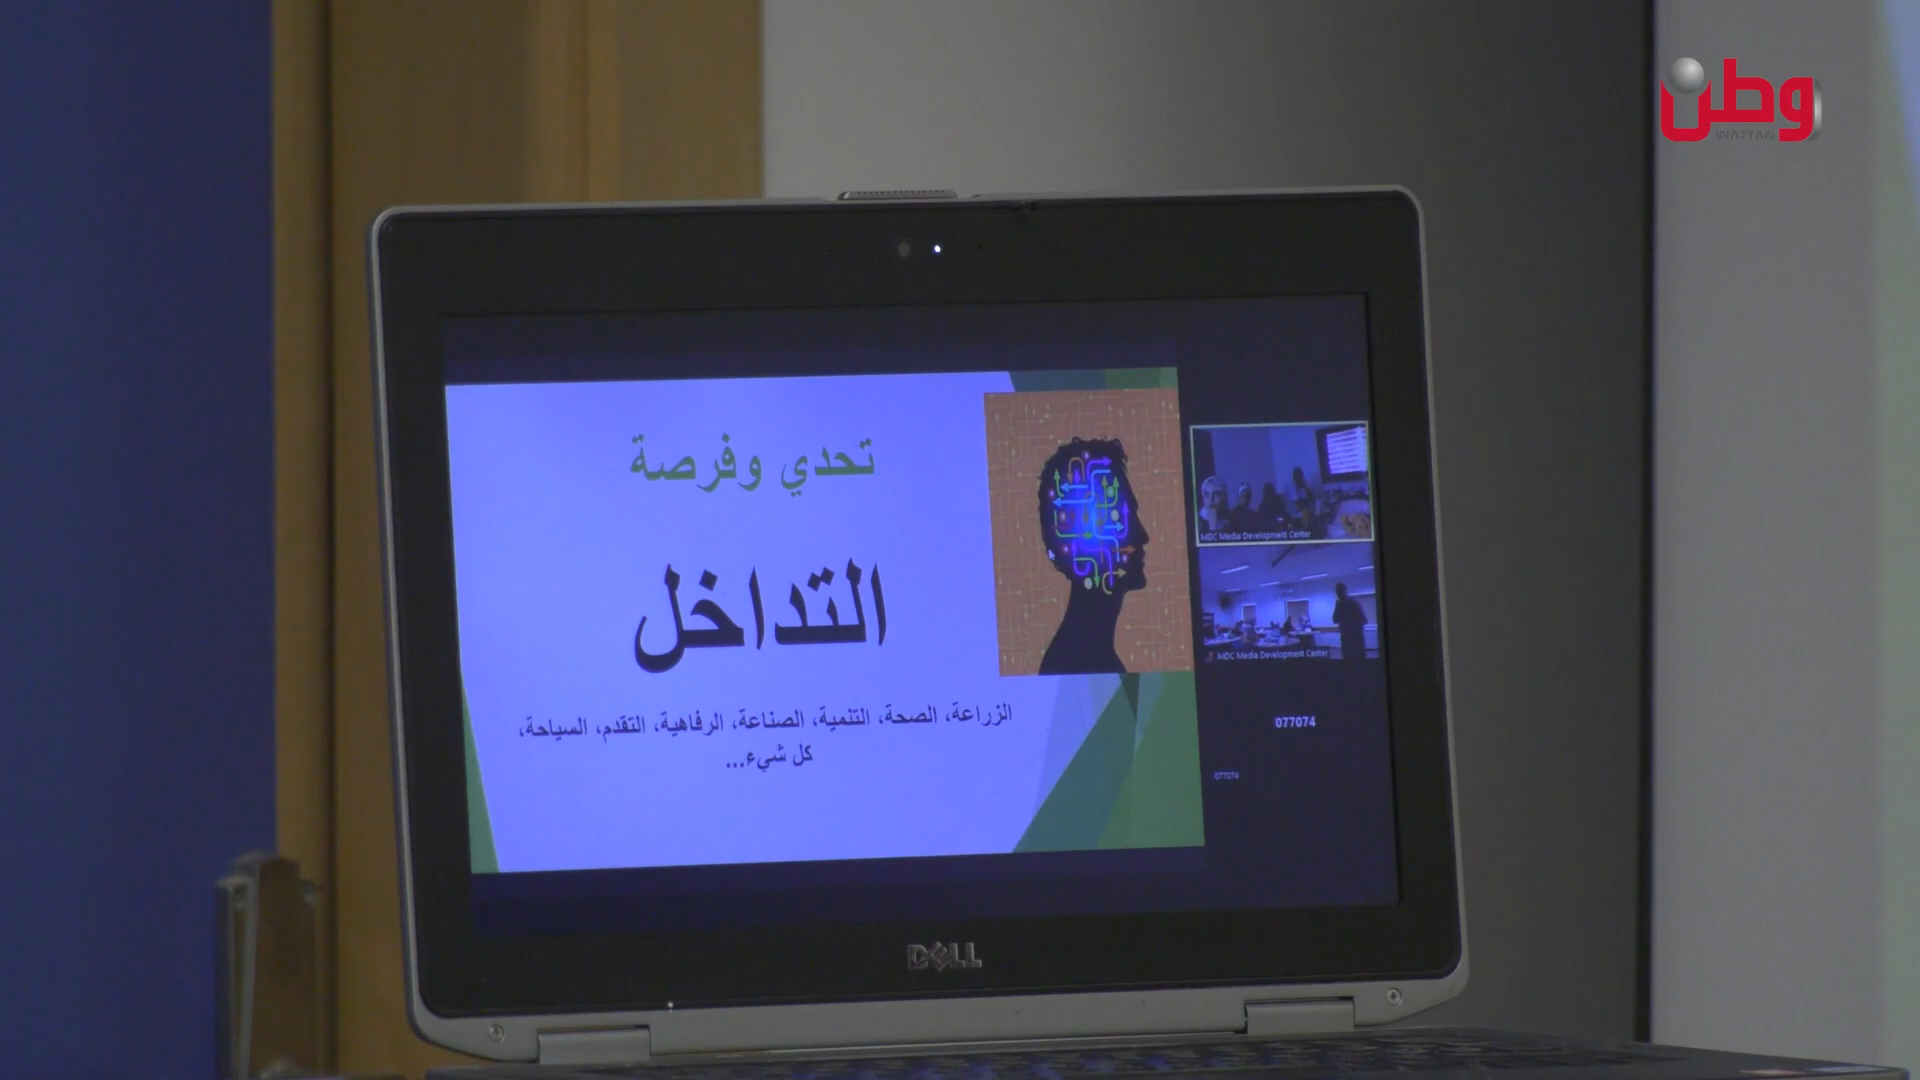 وطن
WATTAN
تحدي وفرصة
التداخل
الزراعة، الصحة، التنمية، الصناعة، الرفاهية، التقدم، السياحة،
كل شيء...
MDC Media Development Center
MDC Media Development Center
077074
077074
DELL